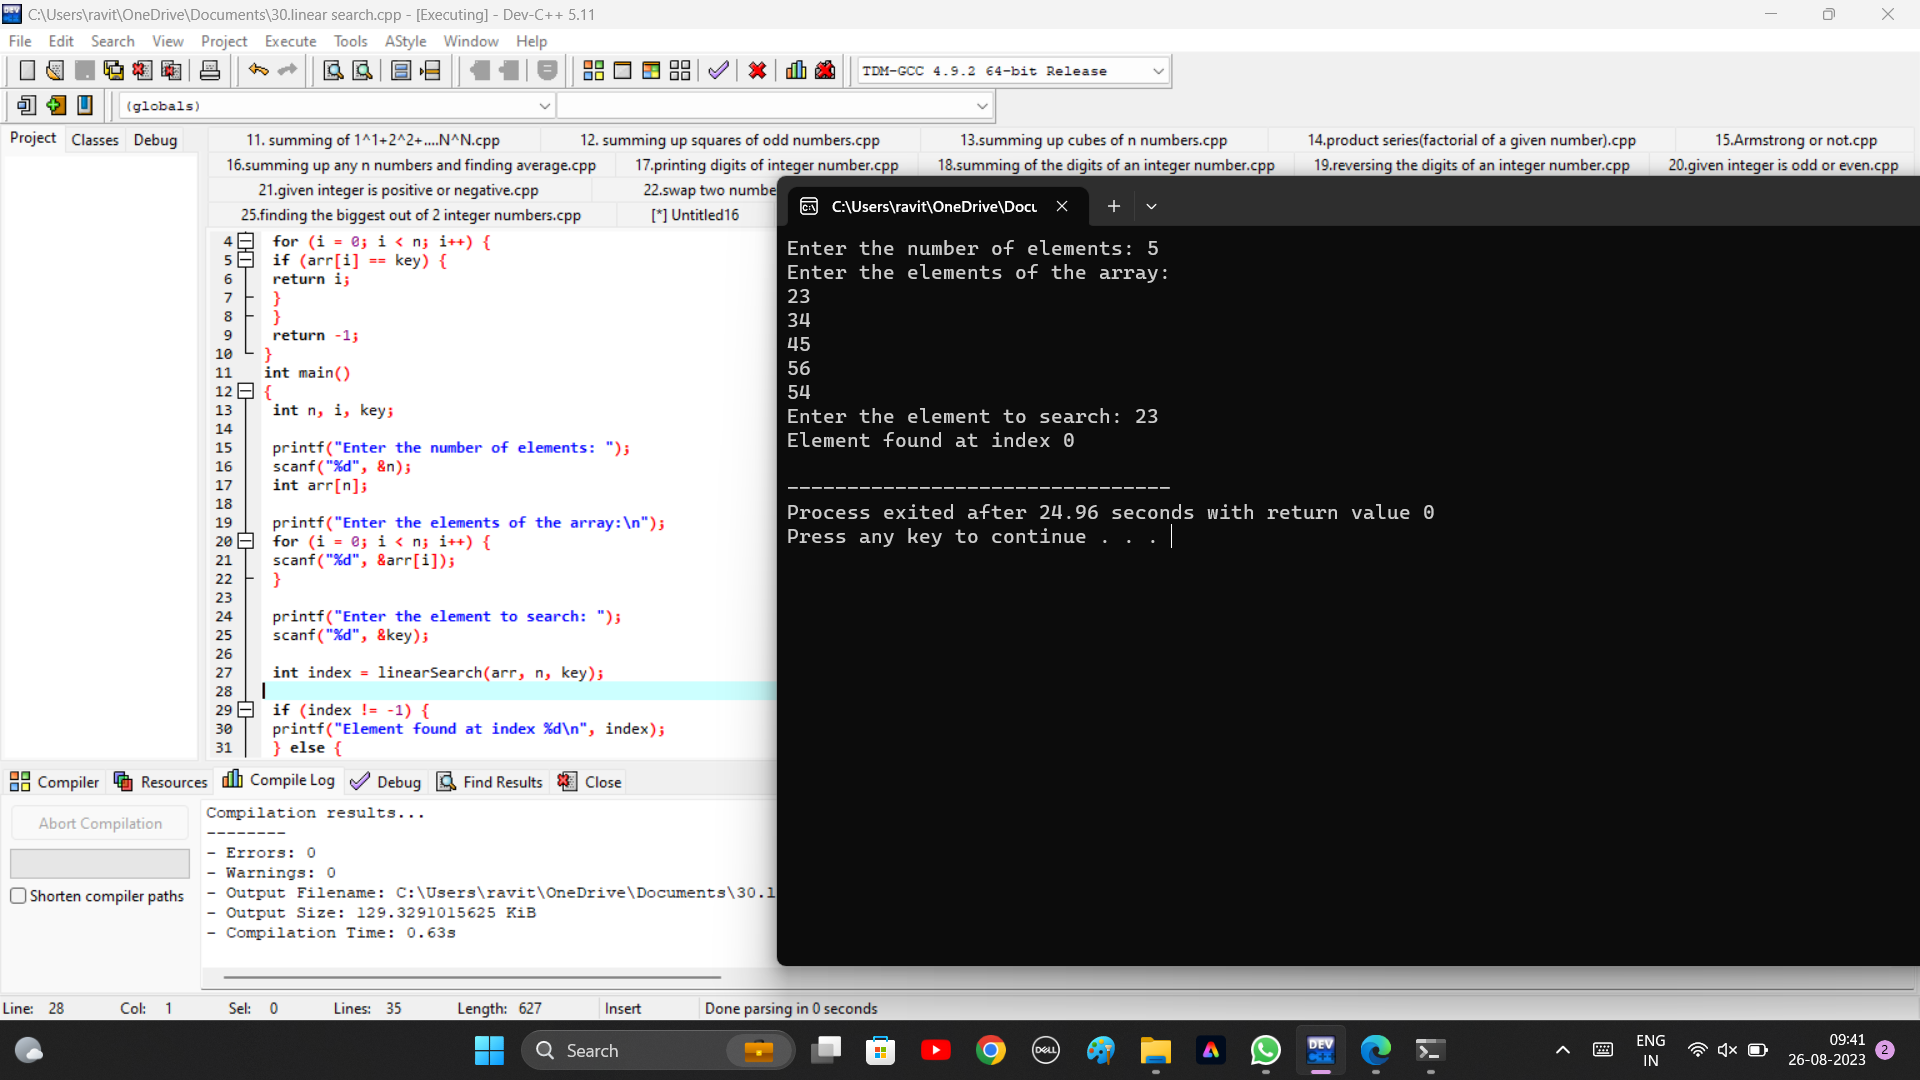 C:\Users\ravit\OneDrive\Documents\30.linear search.cpp - [Executing] - Dev-C++ 5.11
File Edit Search View Project Execute Tools AStyle Window Help
TDM-GCC 4.9.2 64-bit Release
(globals)
Project Classes Debug
11. summing of 1^1+2^2+....N^N.cpp 12. summing up squares of odd numbers.cpp 13.summing up cubes of n numbers.cpp 14.product series(factorial of a given number).cpp 15.Armstrong or not.cpp
16.summing up any n numbers and finding average.cpp 17.printing digits of integer number.cpp 18.summing of the digits of an integer number.cpp 19.reversing the digits of an integer number.cpp 20.given integer is odd or even.cpp
21.given integer is positive or negative.cpp 22.swap two numbe
25.finding the biggest out of 2 integer numbers.cpp [*] Untitled16
4 for (i = 0; i < n; i++) {
5 if (arr[i] == key) {
6 return i;
7 }
8 }
9 return -1;
10 }
11 int main()
12 {
13 int n, i, key;
14
15 printf("Enter the number of elements: ");
16 scanf("%d", &n);
17 int arr[n];
18
19 printf("Enter the elements of the array:\n");
20 for (i = 0; i < n; i++) {
21 scanf("%d", &arr[i]);
22 }
23
24 printf("Enter the element to search: ");
25 scanf("%d", &key);
26
27 int index = linearSearch(arr, n, key);
28
29 if (index != -1) {
30 printf("Element found at index %d\n", index);
31 } else {
C:\Users\ravit\OneDrive\Docu
Enter the number of elements: 5
Enter the elements of the array:
23
34
45
56
54
Enter the element to search: 23
Element found at index 0
--------------------------------
Process exited after 24.96 seconds with return value 0
Press any key to continue . . .
Compiler Resources Compile Log Debug Find Results Close
Abort Compilation
Shorten compiler paths
Compilation results...
--------
- Errors: 0
- Warnings: 0
- Output Filename: C:\Users\ravit\OneDrive\Documents\30.l
- Output Size: 129.3291015625 KiB
- Compilation Time: 0.63s
Line: 28 Col: 1 Sel: 0 Lines: 35 Length: 627 Insert Done parsing in 0 seconds
Search
DELL
DEV
C++
ENG
IN
09:41
26-08-2023
2